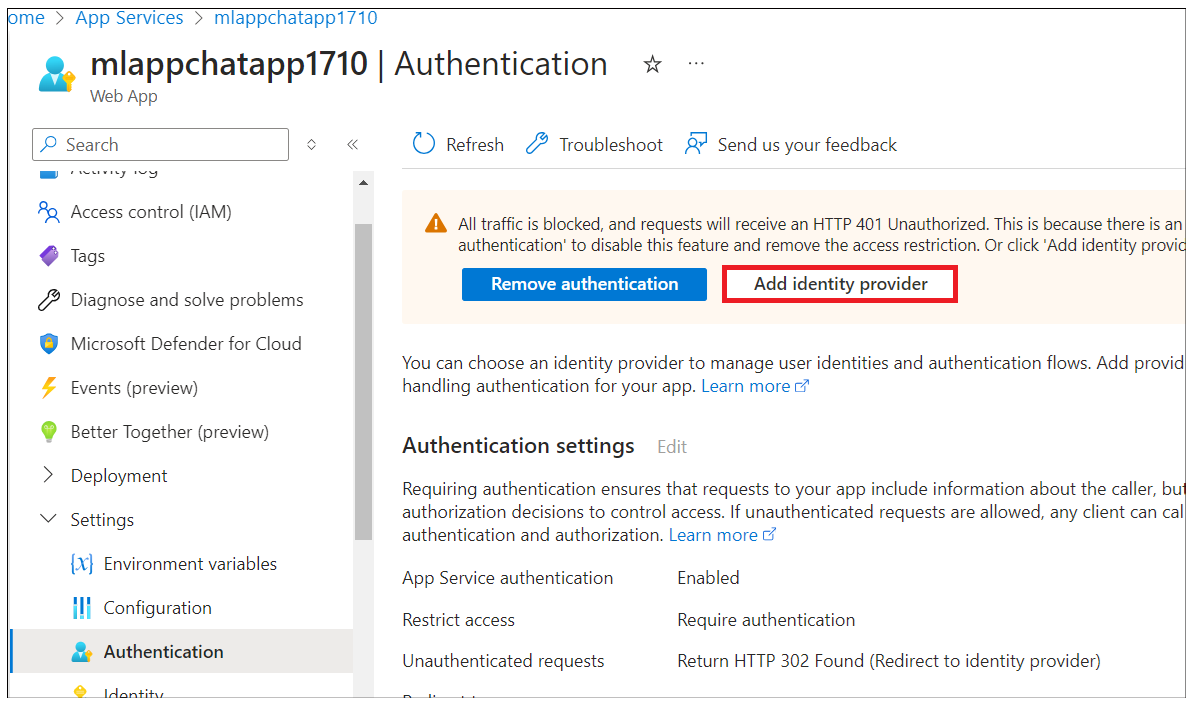 ome > App Services > mlappchatapp1710
mlappchatapp1710 | Authentication
Web App
Search
Activity log
Access control (IAM)
Tags
Diagnose and solve problems
Microsoft Defender for Cloud
Events (preview)
Better Together (preview)
Deployment
Settings
Environment variables
Configuration
Authentication
Identity
Refresh
Troubleshoot
Send us your feedback
All traffic is blocked, and requests will receive an HTTP 401 Unauthorized. This is because there is an
authentication' to disable this feature and remove the access restriction. Or click 'Add identity provid
Remove authentication
Add identity provider
You can choose an identity provider to manage user identities and authentication flows. Add provid
handling authentication for your app. Learn more
Authentication settings Edit
Requiring authentication ensures that requests to your app include information about the caller, but
authorization decisions to control access. If unauthenticated requests are allowed, any client can cal
authentication and authorization. Learn more
App Service authentication Enabled
Restrict access Require authentication
Unauthenticated requests Return HTTP 302 Found (Redirect to identity provider)